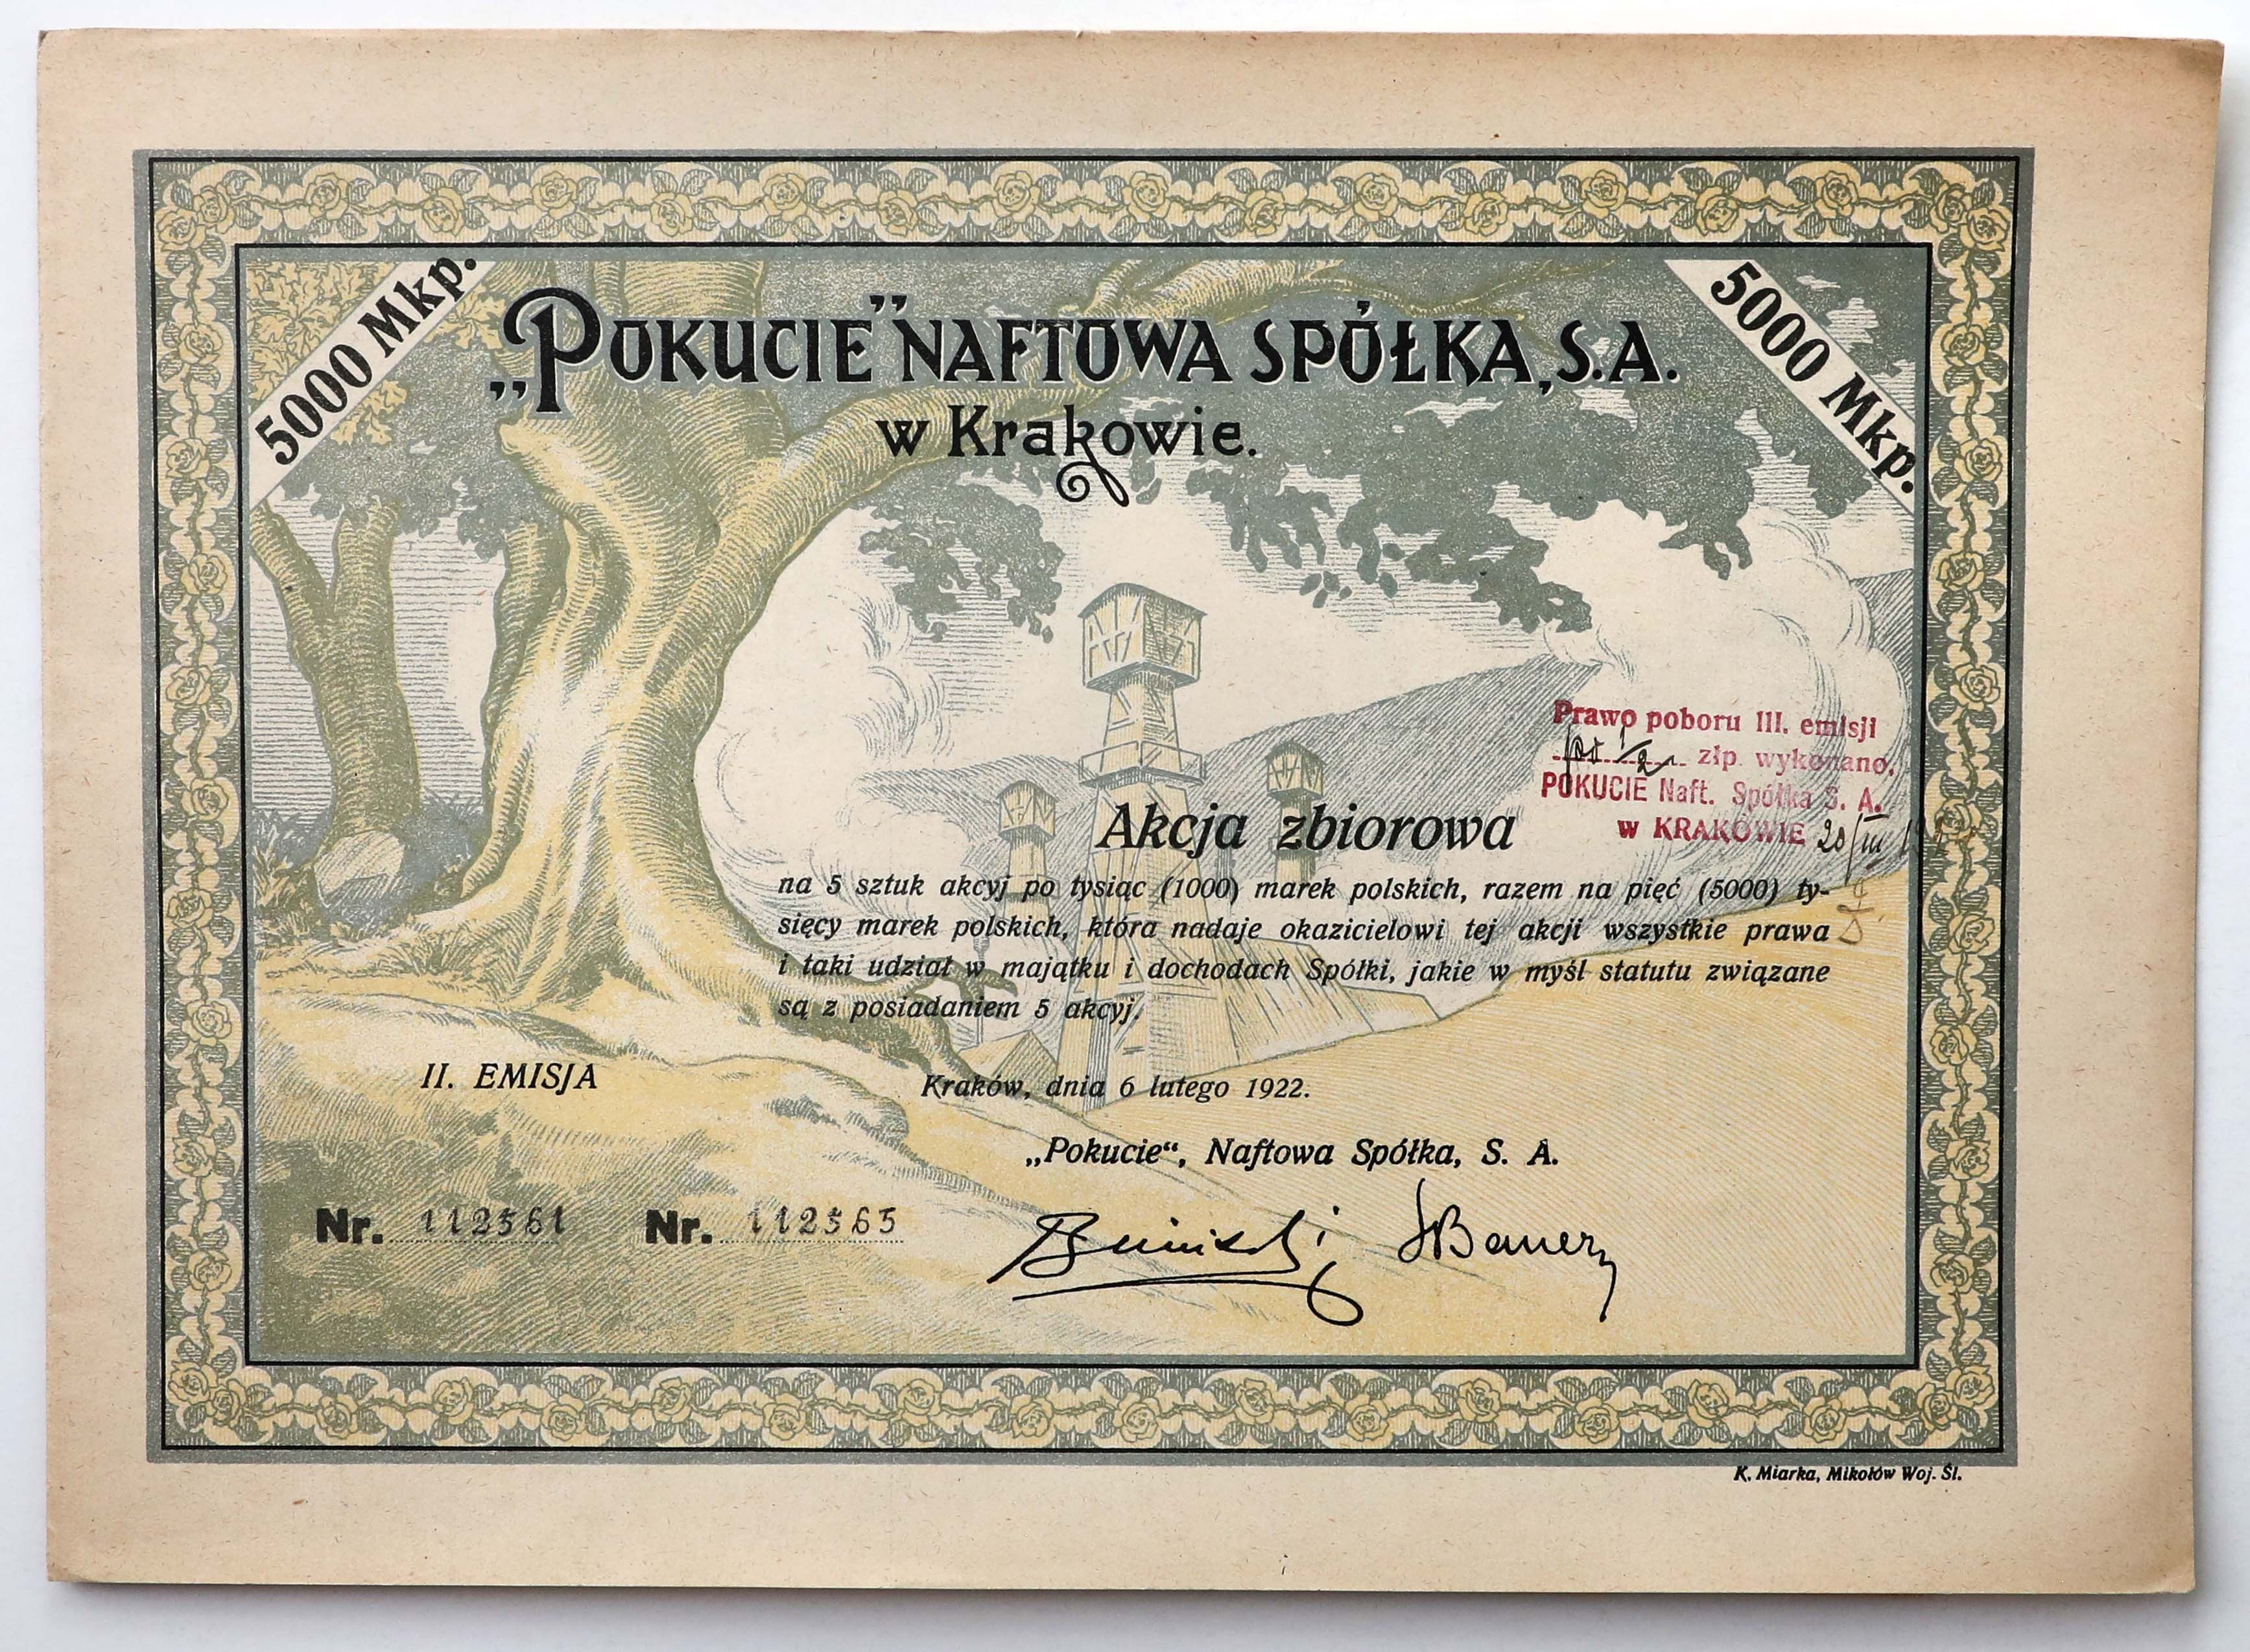 5000 Mkp.
5000 Mkp.
„POKUCIE” NAFTOWA SPÓŁKA, S.A.
w Krakowie.
Prawo poboru III. emisji
złp. wykonano,
POKUCIE Naft. Spółka S. A.
w KRAKOWIE 20/III
Akcja zbiorowa
na 5 sztuk akcyj po tysiąc (1000) marek polskich, razem na pięć (5000) ty-
sięcy marek polskich, która nadaje okazicielowi tej akcji wszystkie prawa
i taki udział w majątku i dochodach Spółki, jakie w myśl statutu związane
są z posiadaniem 5 akcyj.
II. EMISJA
Kraków, dnia 6 lutego 1922.
„Pokucie“, Naftowa Spółka, S. A.
Nr. 112561 Nr. 112565
K. Miarka, Mikołów Woj. Śl.